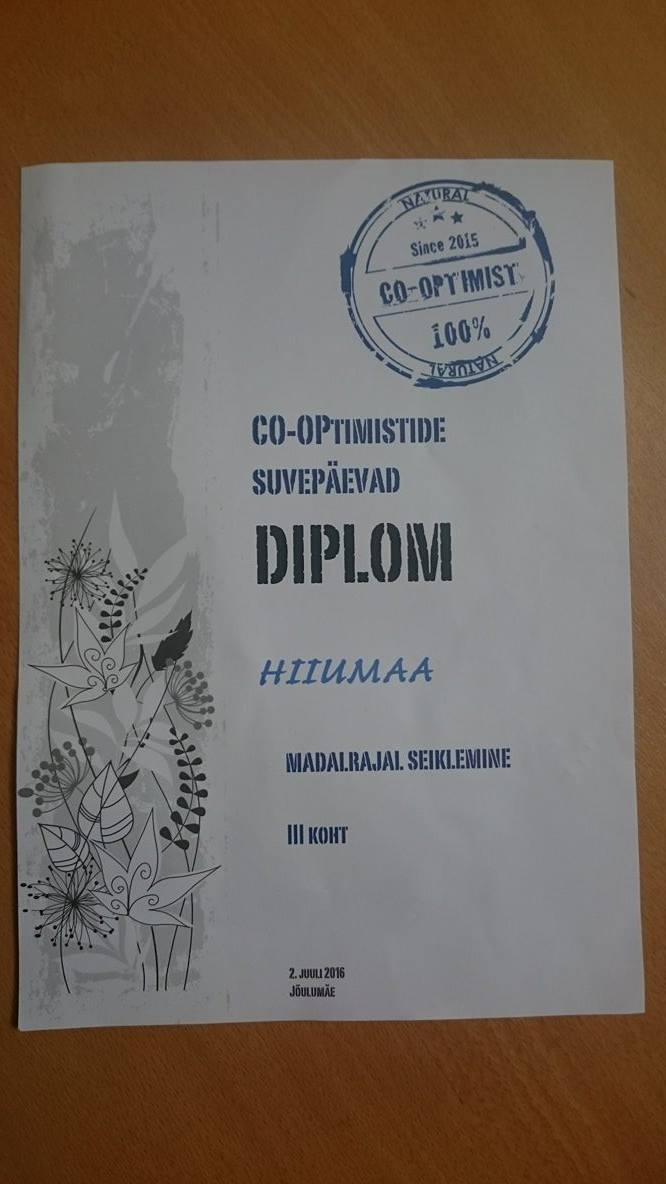 NATURAL
Since 2015
CO-OPTIMIST
100%
NATURAL
CO-OPTIMISTIDE
SUVEPÄEVAD
DIPLOM
HIIUMAA
MADALRAJAL SEIKLEMINE
III KOHT
2. JUULI 2016
JÕULUMÄE